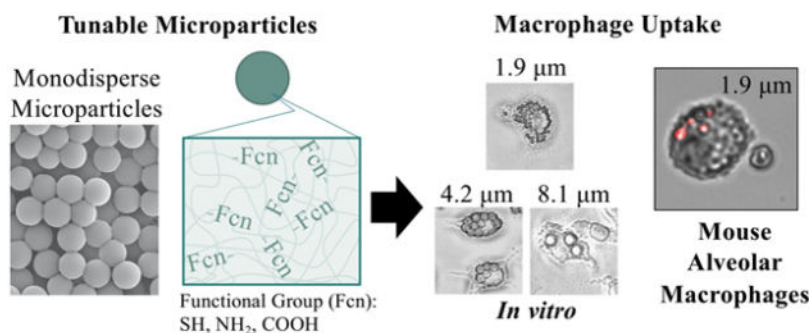 Tunable Microparticles
Monodisperse
Microparticles
-Fcn
Fcn-
-Fcn
Fcn-
-Fcn
Fcn-
Fcn-
Functional Group (Fcn):
SH, NH₂, COOH
Macrophage Uptake
1.9 μm
4.2 μm
8.1 μm
In vitro
1.9 μm
Mouse
Alveolar
Macrophages